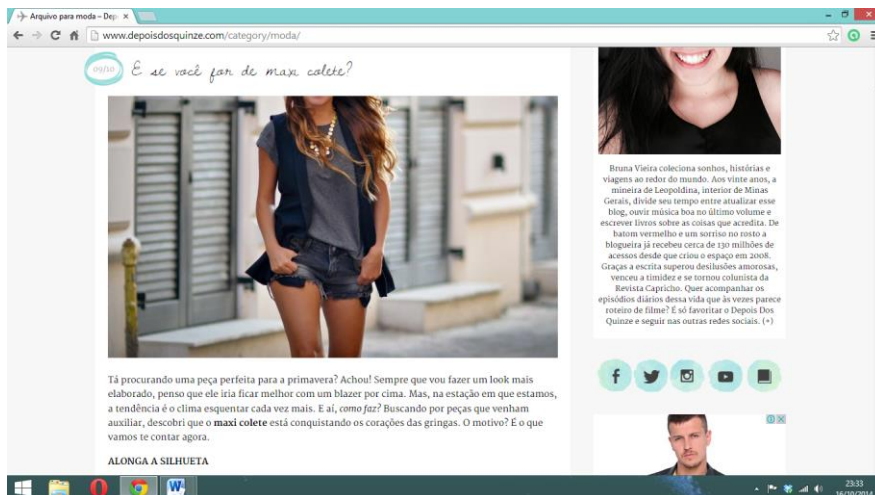 Arquivo para moda – Dep
www.depoisdosquinze.com/category/moda/
09/10
E se você for de maxi colete?
Tá procurando uma peça perfeita para a primavera? Achou! Sempre que vou fazer um look mais
elaborado, penso que ele iria ficar melhor com um blazer por cima. Mas, na estação em que estamos,
a tendência é o clima esquentar cada vez mais. E aí, como faz? Buscando por peças que venham
auxiliar, descobri que o maxi colete está conquistando os corações das gringas. O motivo? É o que
vamos te contar agora.
ALONGA A SILHUETA
Bruna Vieira coleciona sonhos, histórias e
viagens ao redor do mundo. Aos vinte anos, a
mineira de Leopoldina, interior de Minas
Gerais, divide seu tempo entre atualizar esse
blog, ouvir música boa no último volume e
escrever livros sobre as coisas que acredita. De
batom vermelho e um sorriso no rosto a
blogueira já recebeu cerca de 130 milhões de
acessos desde que criou o espaço em 2008.
Graças a escrita superou desilusões amorosas,
venceu a timidez e se tornou colunista da
Revista Capricho. Quer acompanhar os
episódios diários dessa vida que às vezes parece
roteiro de filme? É só favoritar o Depois Dos
Quinze e seguir nas outras redes sociais. (+)
23:33
16/10/2014